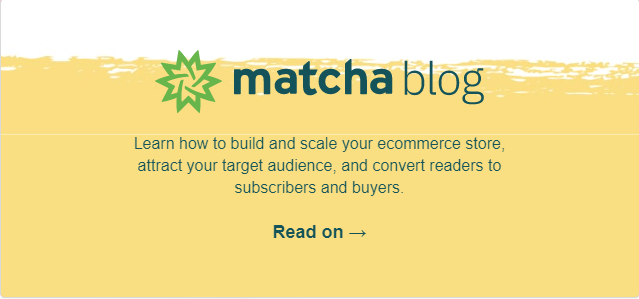 matcha blog
Learn how to build and scale your ecommerce store,
attract your target audience, and convert readers to
subscribers and buyers.
Read on →